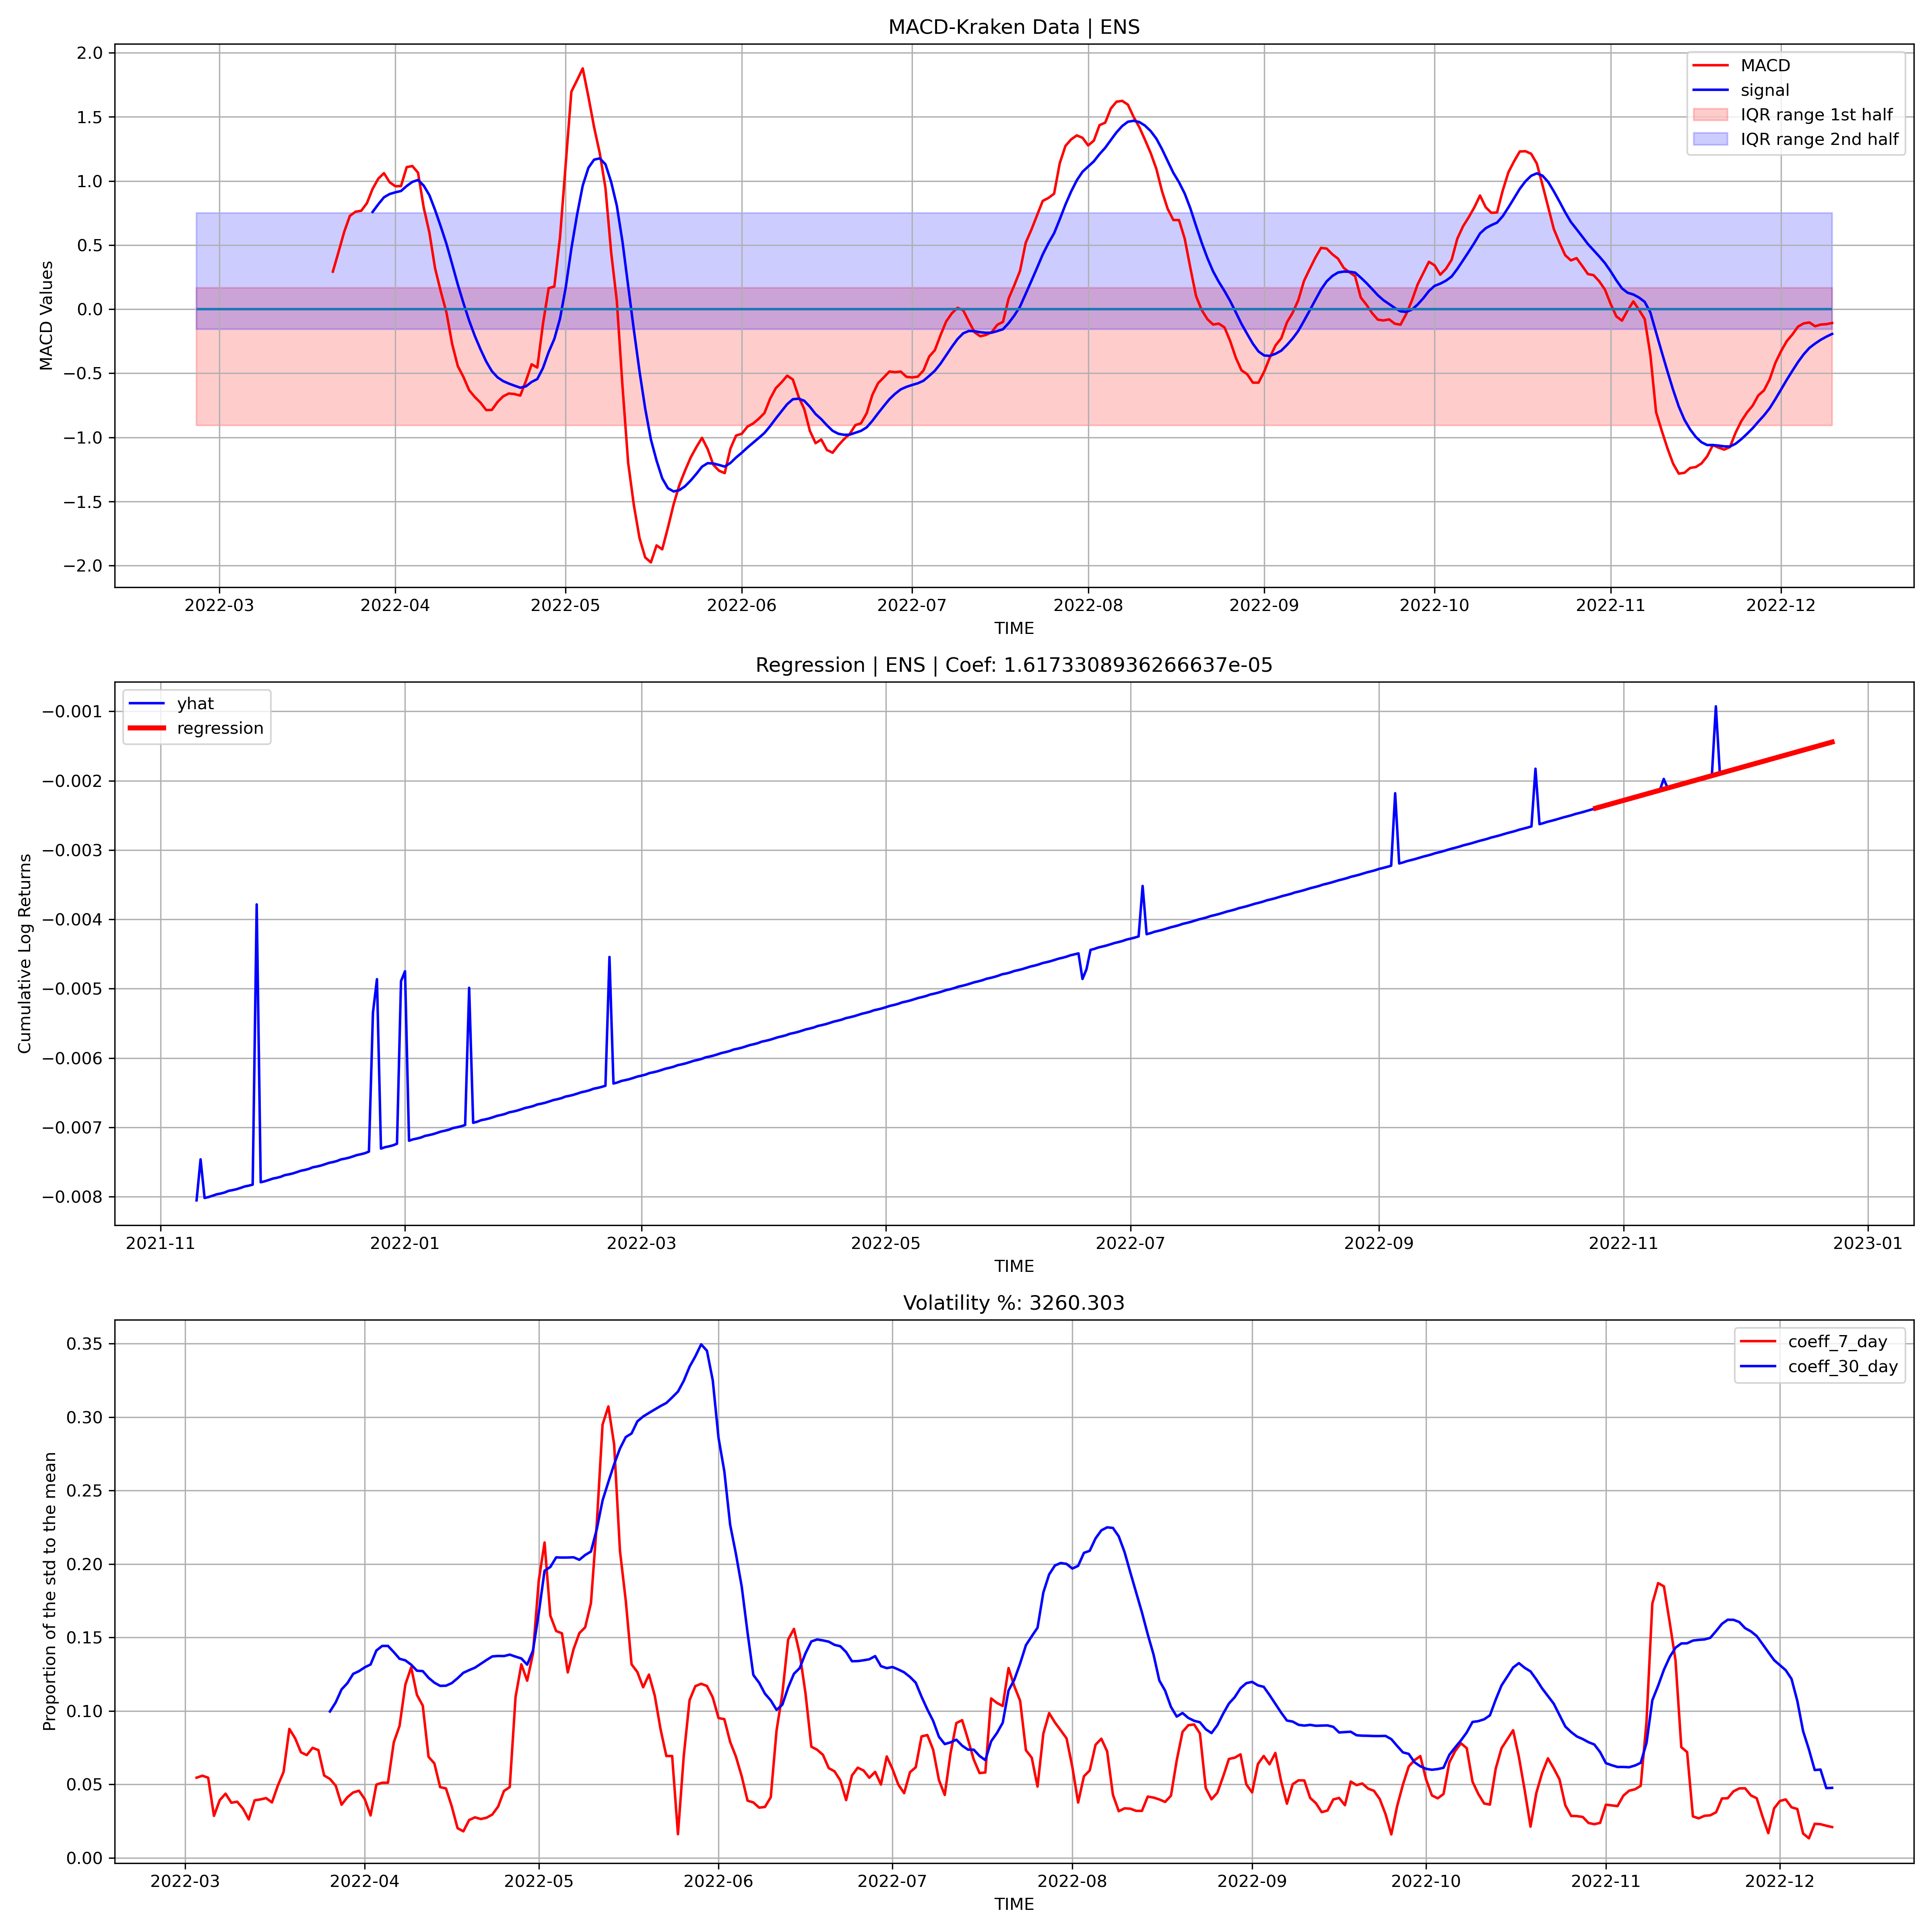 MACD-Kraken Data | ENS
MACD Values
2.0
1.5
1.0
0.5
0.0
−0.5
−1.0
−1.5
−2.0
MACD
signal
IQR range 1st half
IQR range 2nd half
2022-03 2022-04 2022-05 2022-06 2022-07 2022-08 2022-09 2022-10 2022-11 2022-12
TIME
Regression | ENS | Coef: 1.6173308936266637e-05
Cumulative Log Returns
yhat
regression
−0.001
−0.002
−0.003
−0.004
−0.005
−0.006
−0.007
−0.008
2021-11 2022-01 2022-03 2022-05 2022-07 2022-09 2022-11 2023-01
TIME
Volatility %: 3260.303
Proportion of the std to the mean
0.35
0.30
0.25
0.20
0.15
0.10
0.05
0.00
coeff_7_day
coeff_30_day
2022-03 2022-04 2022-05 2022-06 2022-07 2022-08 2022-09 2022-10 2022-11 2022-12
TIME